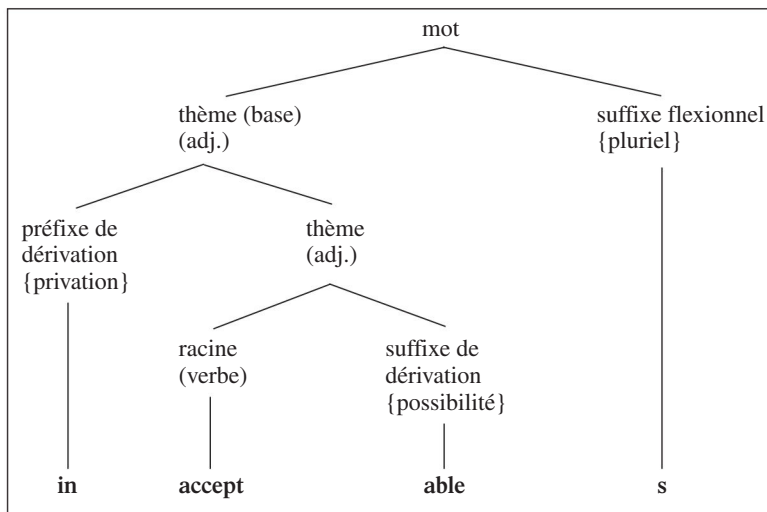 mot
thème (base)
(adj.)
suffixe flexionnel
{pluriel}
préfixe de
dérivation
{privation}
thème
(adj.)
racine
(verbe)
suffixe de
dérivation
{possibilité}
in accept able s